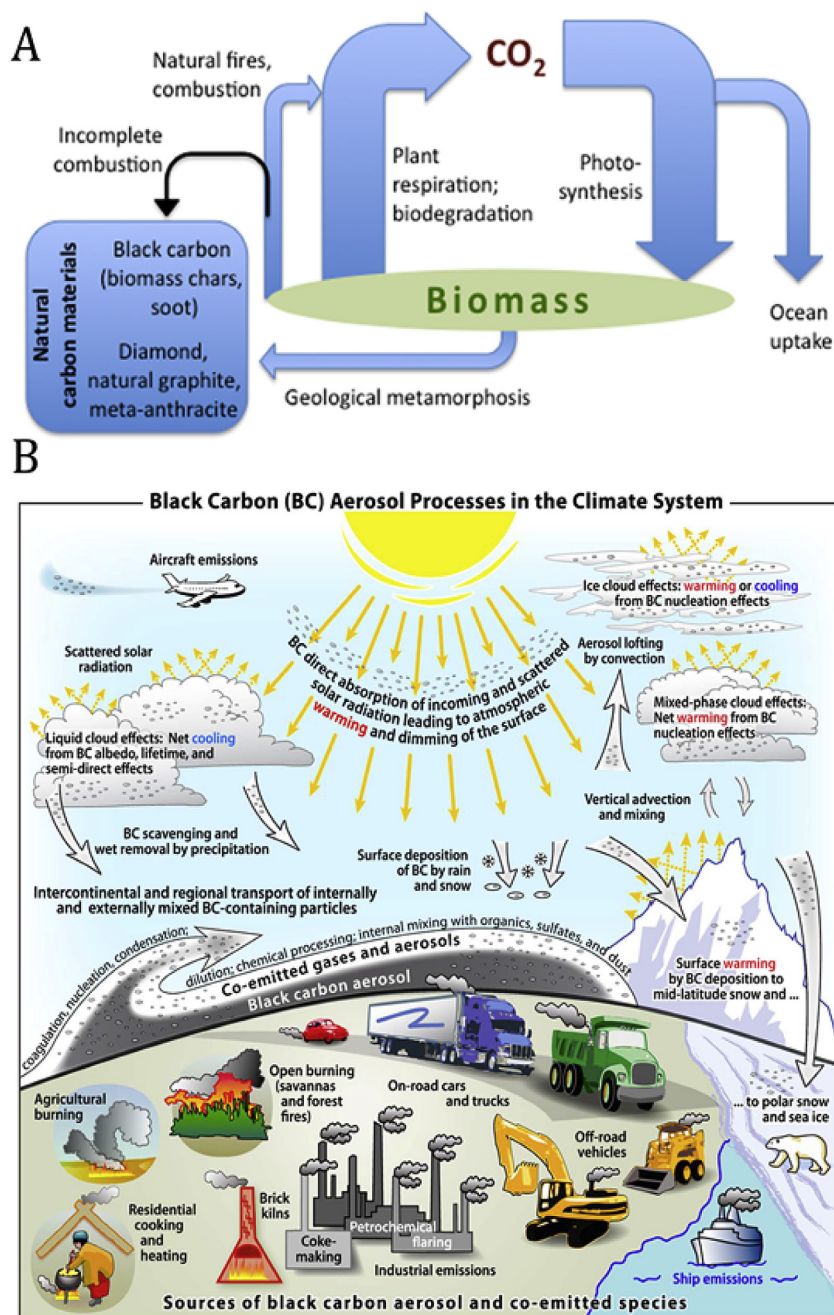 A
Natural fires,
combustion
CO2
Incomplete
combustion
Plant
respiration;
biodegradation
Photo-
synthesis
Natural
carbon materials
Black carbon
(biomass chars,
soot)
Diamond,
natural graphite,
meta-anthracite
Biomass
Ocean
uptake
Geological metamorphosis
B
Black Carbon (BC) Aerosol Processes in the Climate System
Aircraft emissions
Ice cloud effects: warming or cooling
from BC nucleation effects
Scattered solar
radiation
BC direct absorption of incoming and scattered
solar radiation leading to atmospheric
warming and dimming of the surface
Aerosol lofting
by convection
Liquid cloud effects: Net cooling
from BC albedo, lifetime, and
semi-direct effects
Mixed-phase cloud effects:
Net warming from BC
nucleation effects
Vertical advection
and mixing
BC scavenging and
wet removal by precipitation
Surface deposition
of BC by rain
and snow
Intercontinental and regional transport of internally
and externally mixed BC-containing particles
coagulation, nucleation, condensation;
dilution; chemical processing; internal mixing with organics, sulfates, and dust
Co-emitted gases and aerosols
Black carbon aerosol
Surface warming
by BC deposition to
mid-latitude snow and ...
... to polar snow
and sea ice
Agricultural
burning
Open burning
(savannas and forest
fires)
On-road cars
and trucks
Off-road
vehicles
Residential
cooking
and
heating
Brick
kilns
Petrochemical
flaring
Coke-
making
Industrial emissions
Ship emissions
Sources of black carbon aerosol and co-emitted species